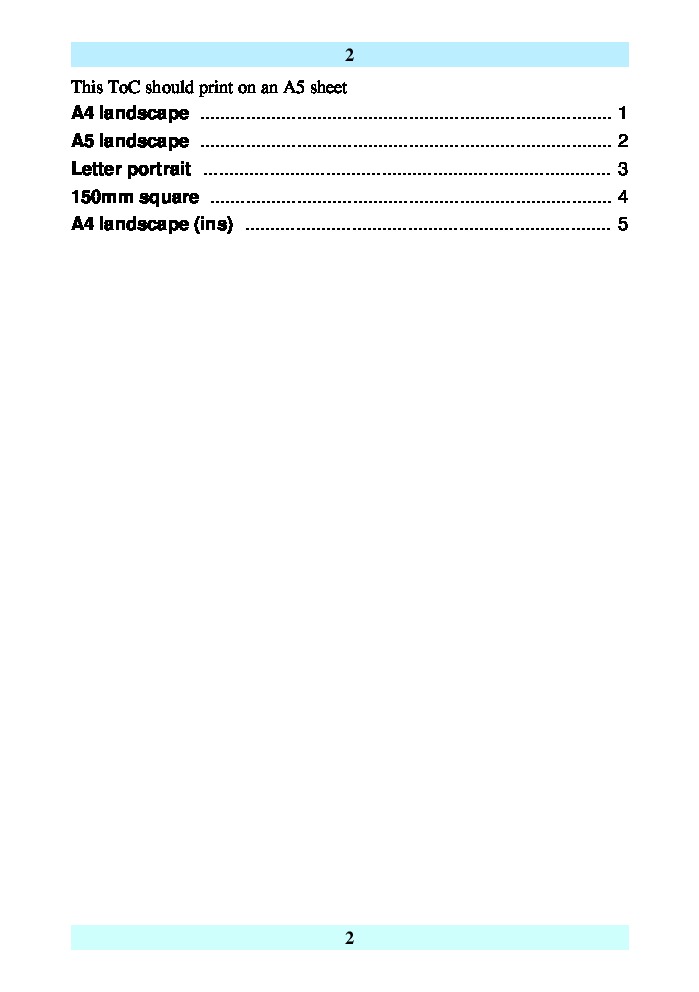 2
This ToC should print on an A5 sheet
A4 landscape ................................................................................. 1
A5 landscape ................................................................................. 2
Letter portrait ................................................................................ 3
150mm square ............................................................................... 4
A4 landscape (ins) ........................................................................ 5
2